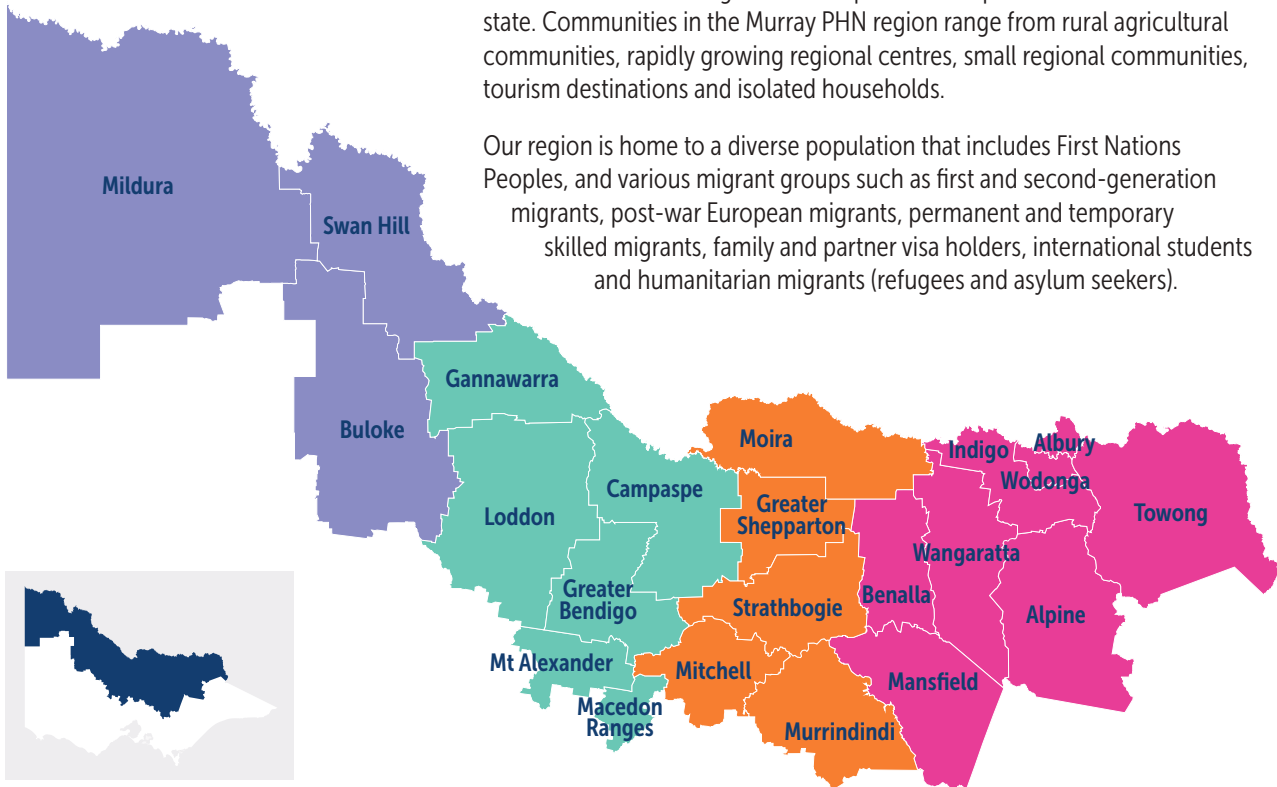 state. Communities in the Murray PHN region range from rural agricultural
communities, rapidly growing regional centres, small regional communities,
tourism destinations and isolated households.
Our region is home to a diverse population that includes First Nations
Peoples, and various migrant groups such as first and second-generation
migrants, post-war European migrants, permanent and temporary
skilled migrants, family and partner visa holders, international students
and humanitarian migrants (refugees and asylum seekers).
Mildura
Swan Hill
Buloke
Gannawarra
Loddon
Campaspe
Greater
Bendigo
Mt Alexander
Macedon
Ranges
Moira
Greater
Shepparton
Strathbogie
Mitchell
Murrindindi
Indigo
Albury
Wodonga
Towong
Wangaratta
Benalla
Alpine
Mansfield